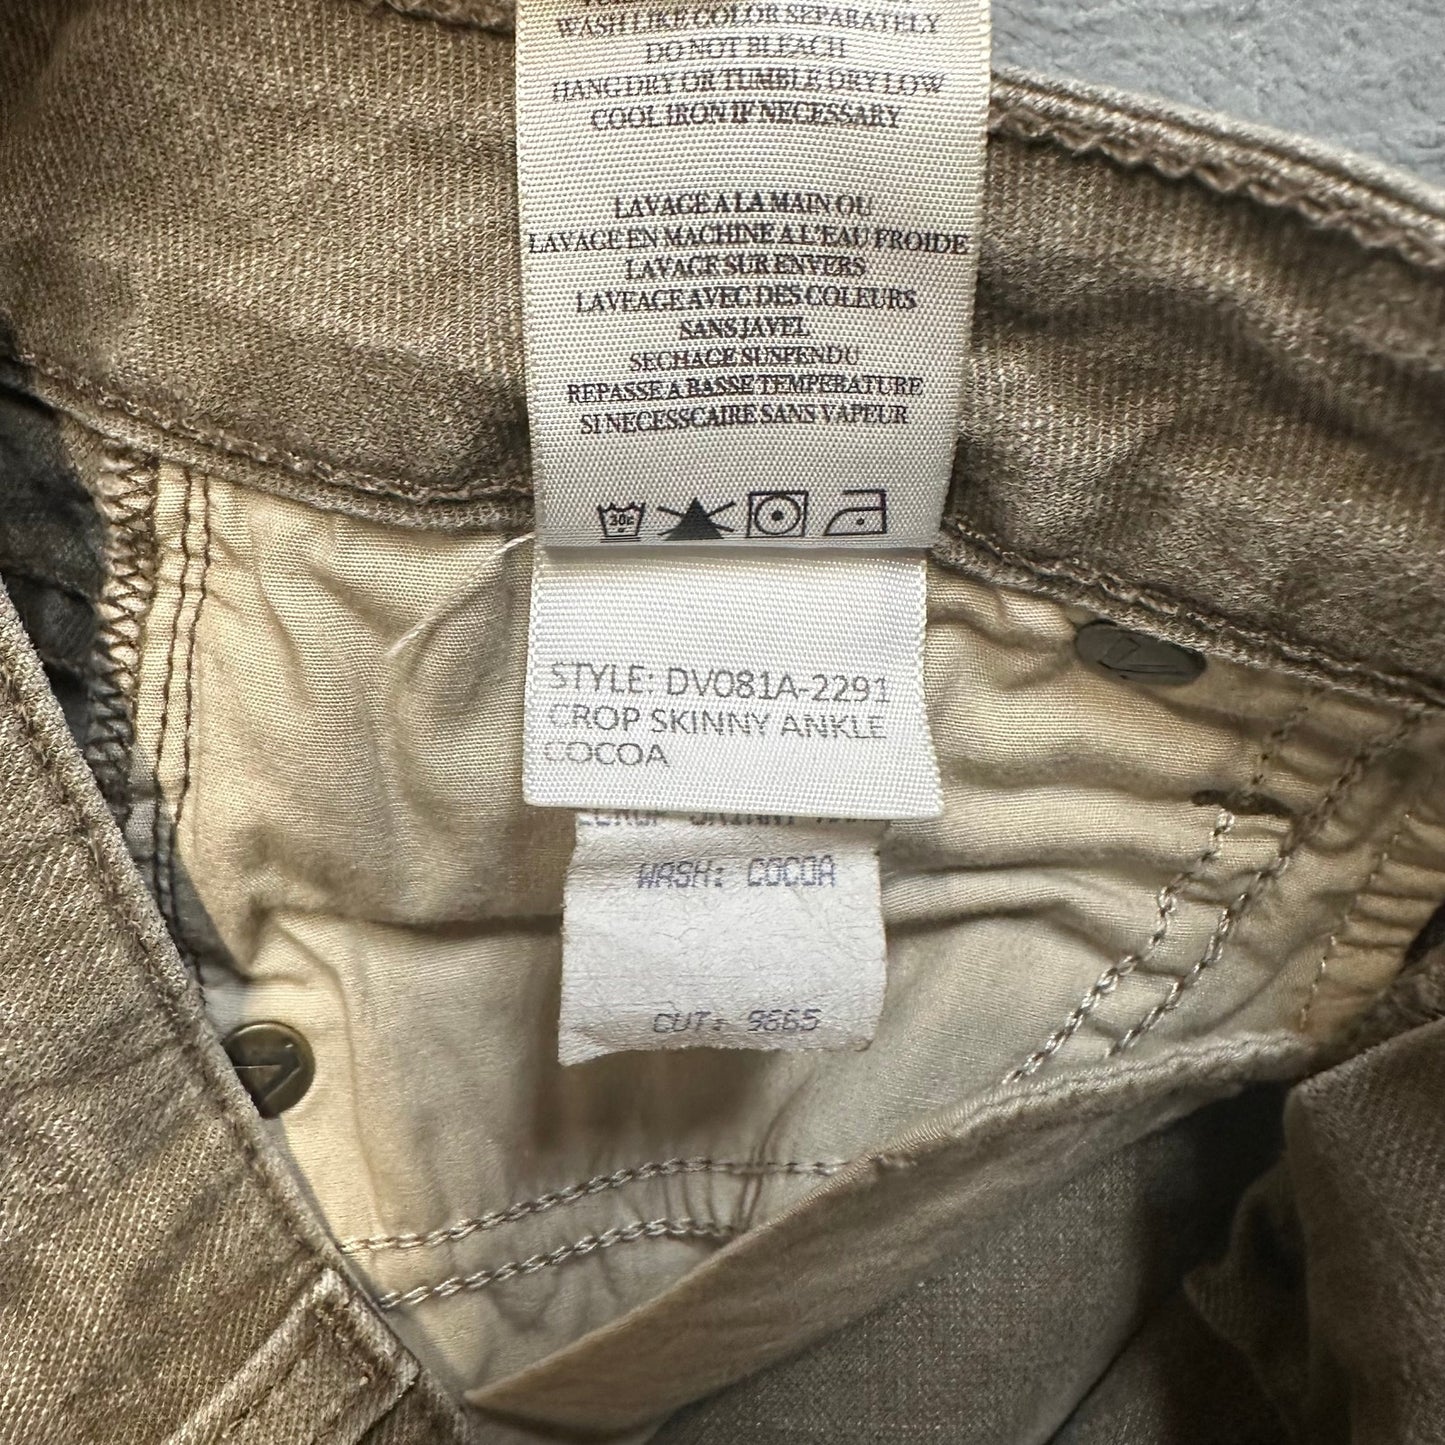 WASH LIKE COLOR SEPARATELY
DO NOT BLEACH
HANG DRY OR TUMBLE DRY LOW
COOL IRON IF NECESSARY
LAVAGE A LA MAIN OU
LAVAGE EN MACHINE A L'EAU FROIDE
LAVAGE SUR ENVERS
LAVEAGE AVEC DES COLEURS
SANS JAVEL
SECHAGE SUSPENDU
REPASSE A BASSE TEMPERATURE
SI NECESSCAIRE SANS VAPEUR
STYLE: DV081A-2291
CROP SKINNY ANKLE
COCOA
WASH: COCOA
CUT: 9665